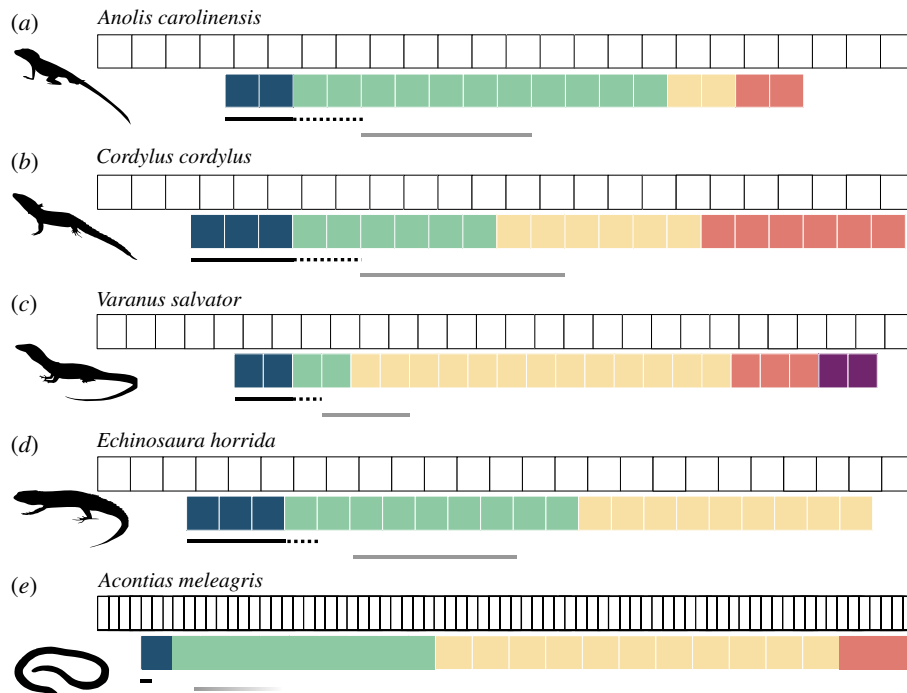 (a) Anolis carolinensis
(b) Cordylus cordylus
(c) Varanus salvator
(d) Echinosaura horrida
(e) Acontias meleagris